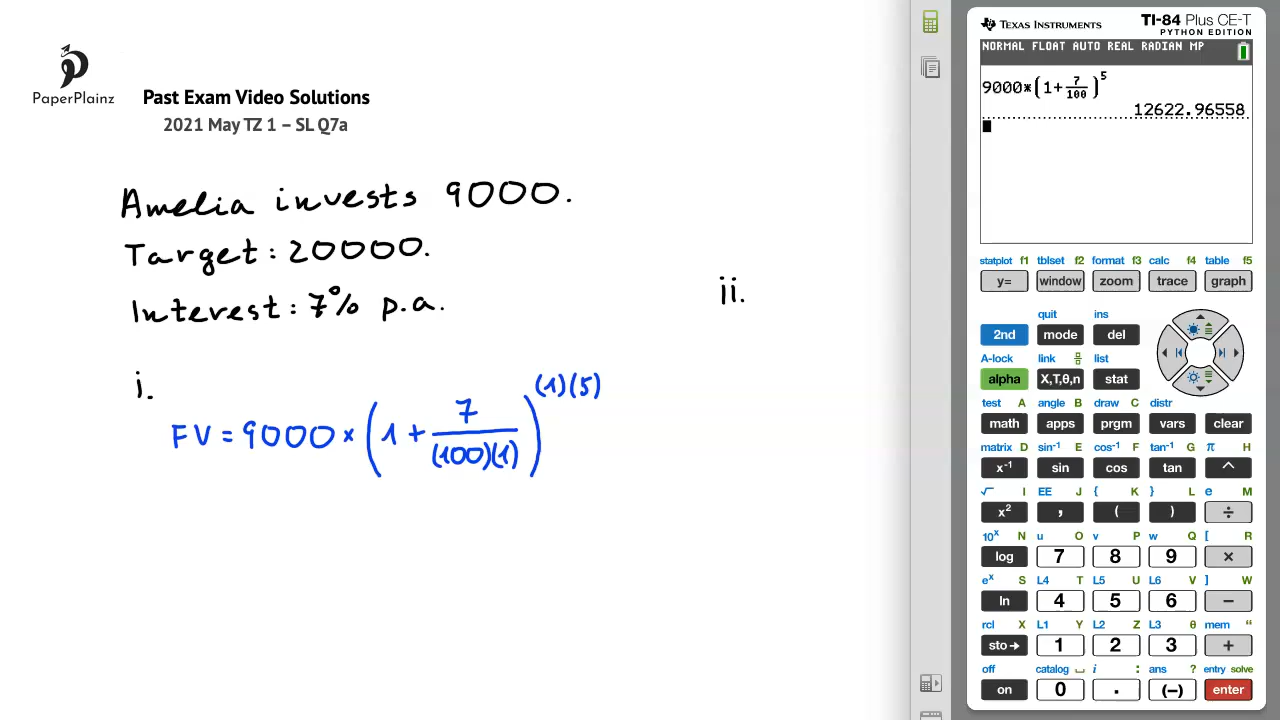 PaperPlainz
Past Exam Video Solutions
2021 May TZ 1 – SL Q7a
Amelia invests 9000.
Target: 20000.
Interest: 7% p.a.
i.
FV = 9000 × (1 + 7/(100)(1))^(1)(5)
ii.
TEXAS INSTRUMENTS TI-84 Plus CE-T
PYTHON EDITION
NORMAL FLOAT AUTO REAL RADIAN MP
9000*(1+7/100)^5
12622.96558
statplot f1 tblset f2 format f3 calc f4 table f5
y= window zoom trace graph
quit ins
2nd mode del
A-lock link list
alpha X,T,θ,n stat
test A angle B draw C distr
math apps prgm vars clear
matrix D sin⁻¹ E cos⁻¹ F tan⁻¹ G π H
x⁻¹ sin cos tan ^
√ I EE J { K } L e M
x² , ( ) ÷
10ˣ N u O v P w Q [ R
log 7 8 9 ×
eˣ S L4 T L5 U L6 V ] W
ln 4 5 6 −
rcl X L1 Y L2 Z L3 θ mem "
sto→ 1 2 3 +
off catalog ⎵ i : ans ? entry solve
on 0 . (−) enter